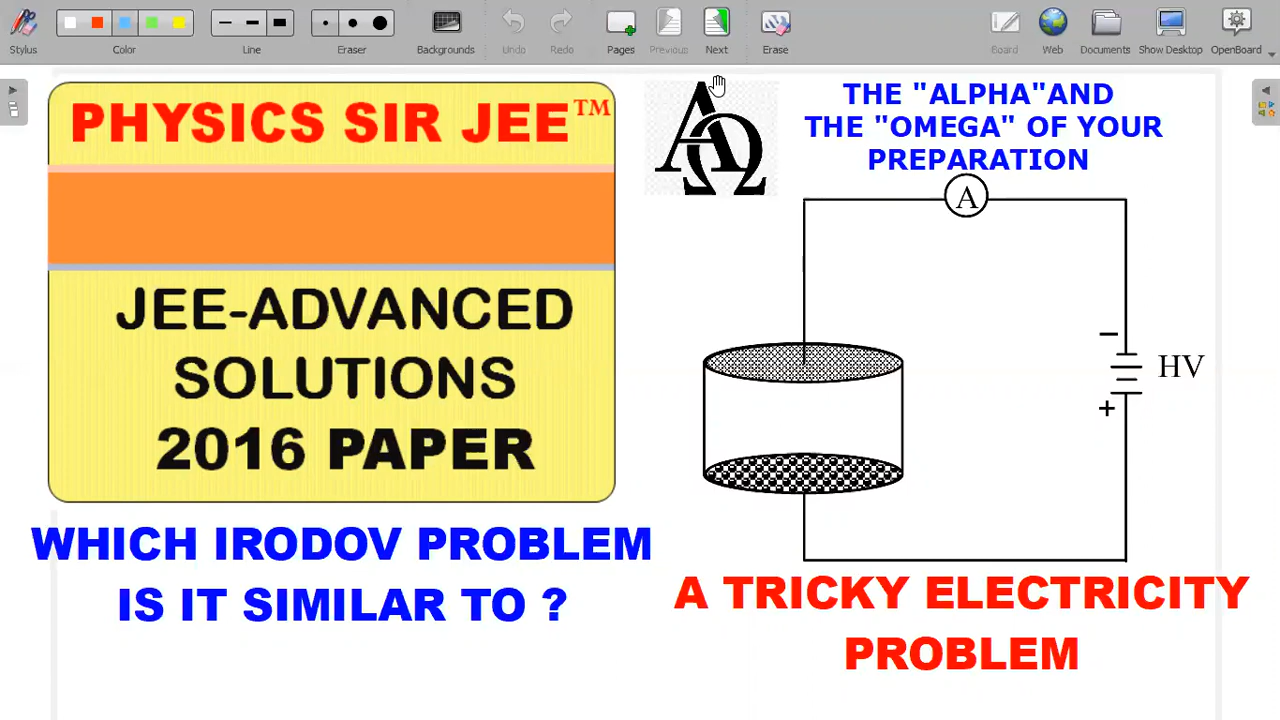 Stylus
Color
Line
Eraser
Backgrounds
Undo
Redo
Pages
Previous
Next
Erase
Board
Web
Documents
Show Desktop
OpenBoard
PHYSICS SIR JEE™
JEE-ADVANCED
SOLUTIONS
2016 PAPER
WHICH IRODOV PROBLEM
IS IT SIMILAR TO ?
ΑΩ
THE "ALPHA"AND
THE "OMEGA" OF YOUR
PREPARATION
A
−
HV
+
A TRICKY ELECTRICITY
PROBLEM